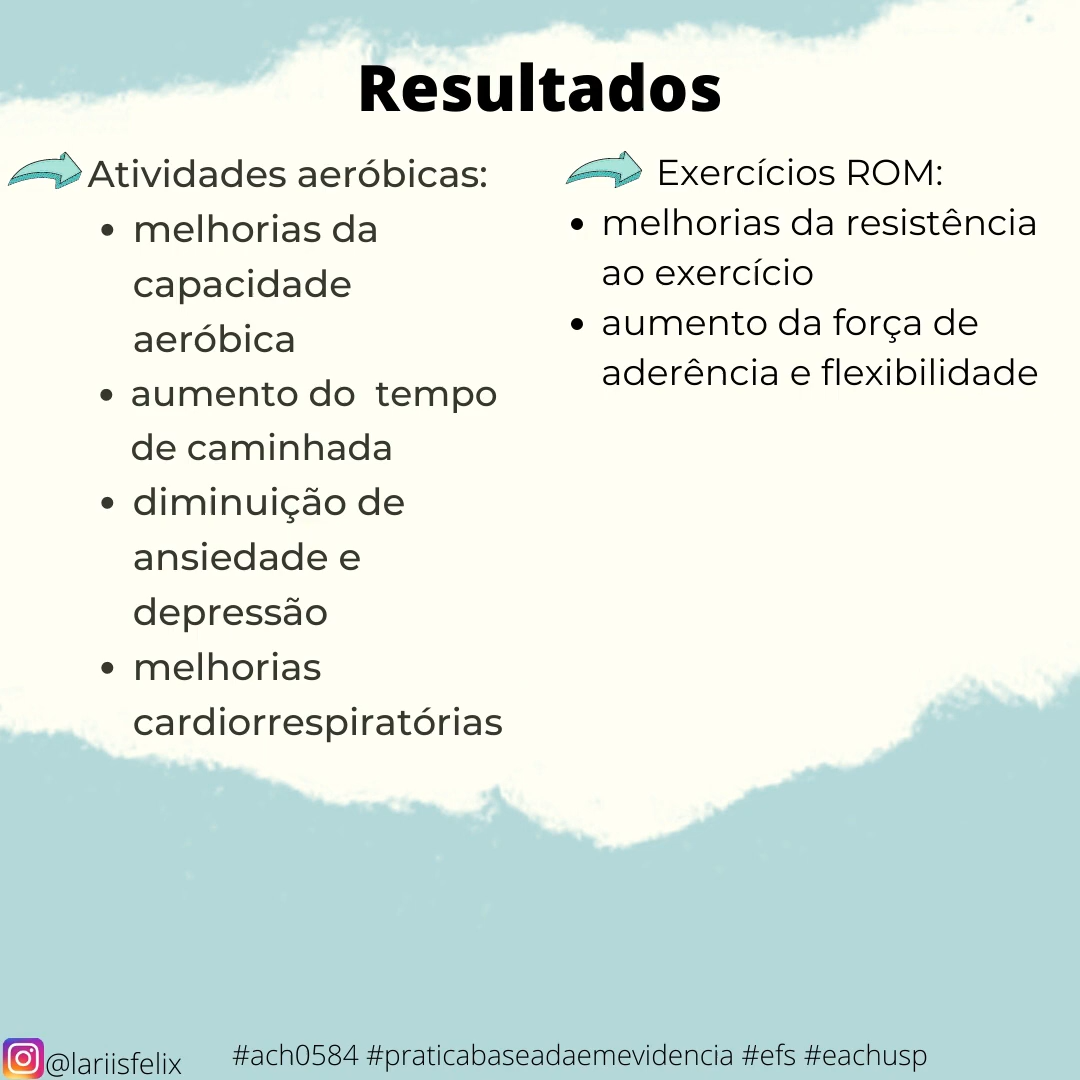 Resultados
Atividades aeróbicas:
• melhorias da
capacidade
aeróbica
• aumento do  tempo
de caminhada
• diminuição de
ansiedade e
depressão
• melhorias
cardiorrespiratórias
Exercícios ROM:
• melhorias da resistência
ao exercício
• aumento da força de
aderência e flexibilidade
@lariisfelix
#ach0584 #praticabaseadaemevidencia #efs #eachusp